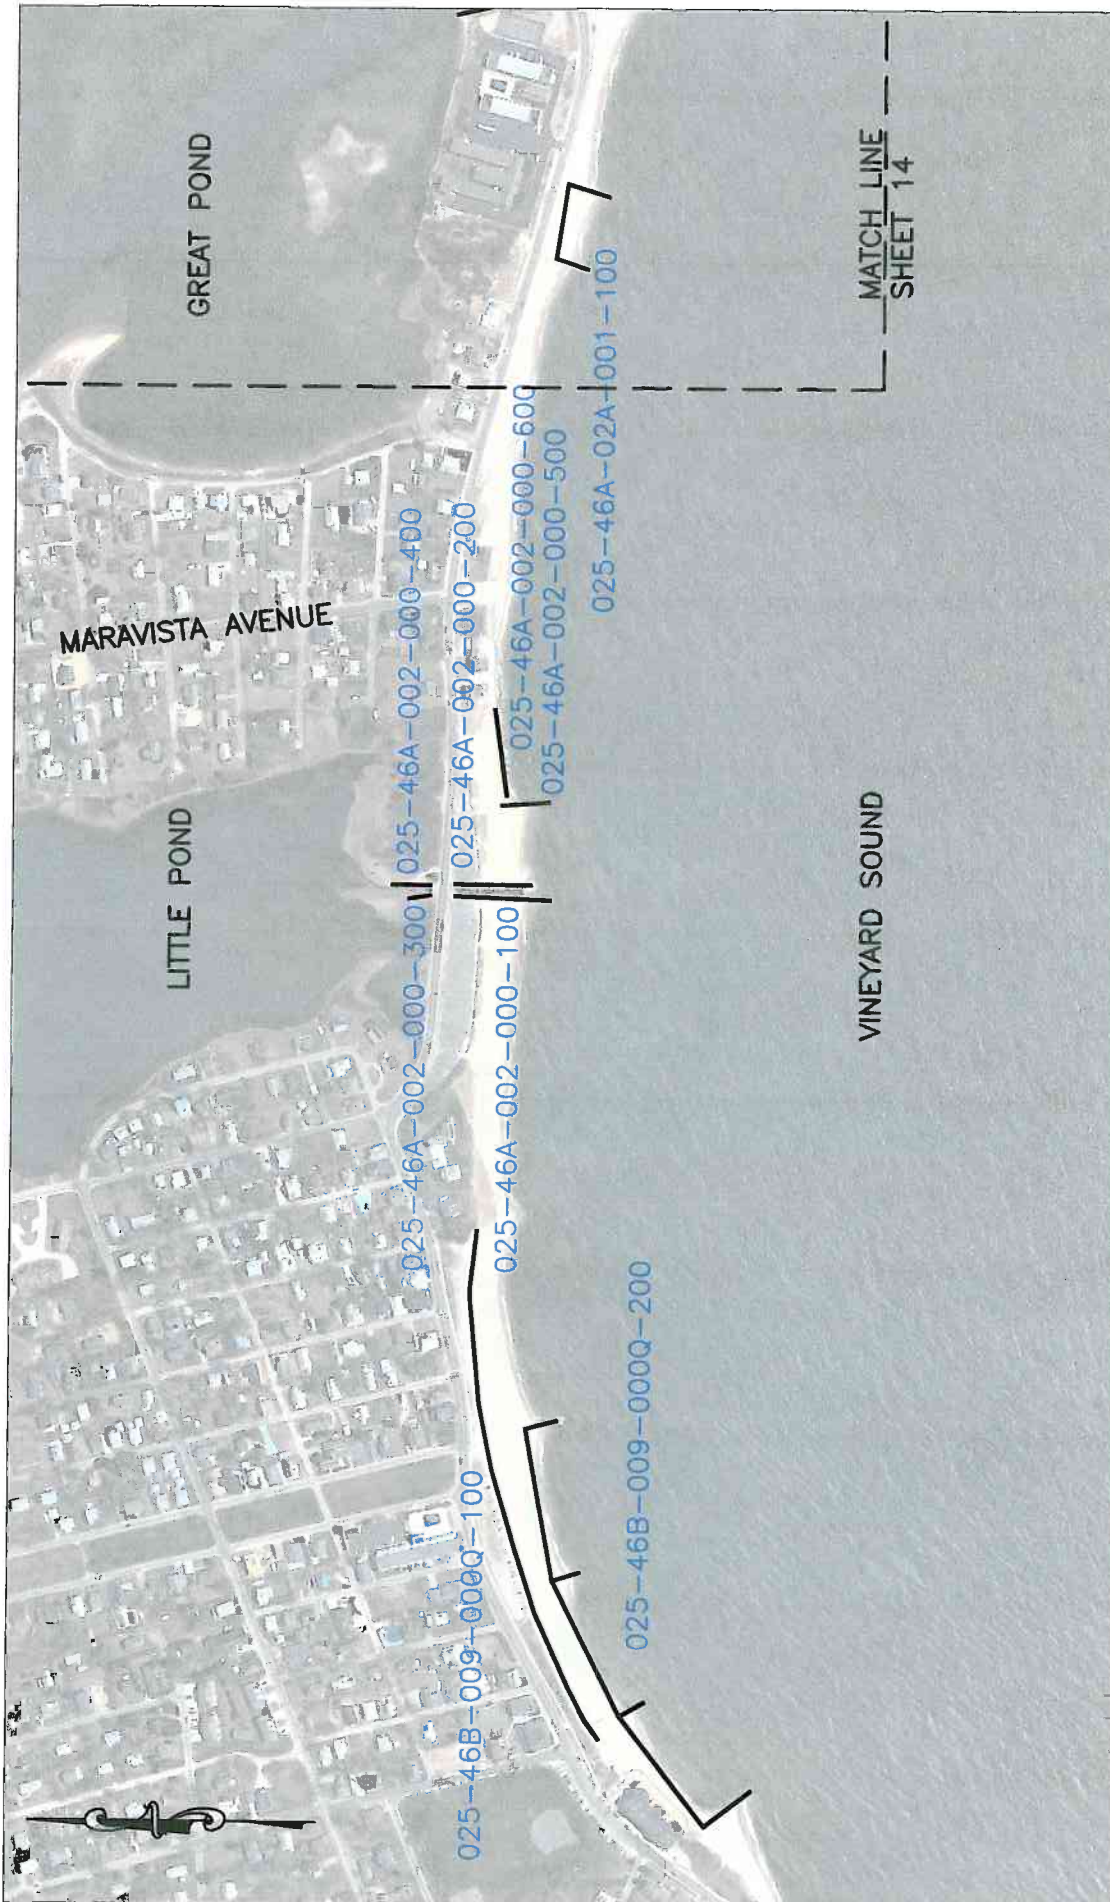 GREAT POND
MATCH LINE
SHEET 14
MARAVISTA AVENUE
LITTLE POND
025-46A-002-000-400
025-46A-002-000-200
025-46A-002-000-600
025-46A-002-000-500
025-46A-02A-001-100
025-46A-002-000-300
025-46A-002-000-100
VINEYARD SOUND
025-46B-009-000Q-100
025-46B-009-000Q-200